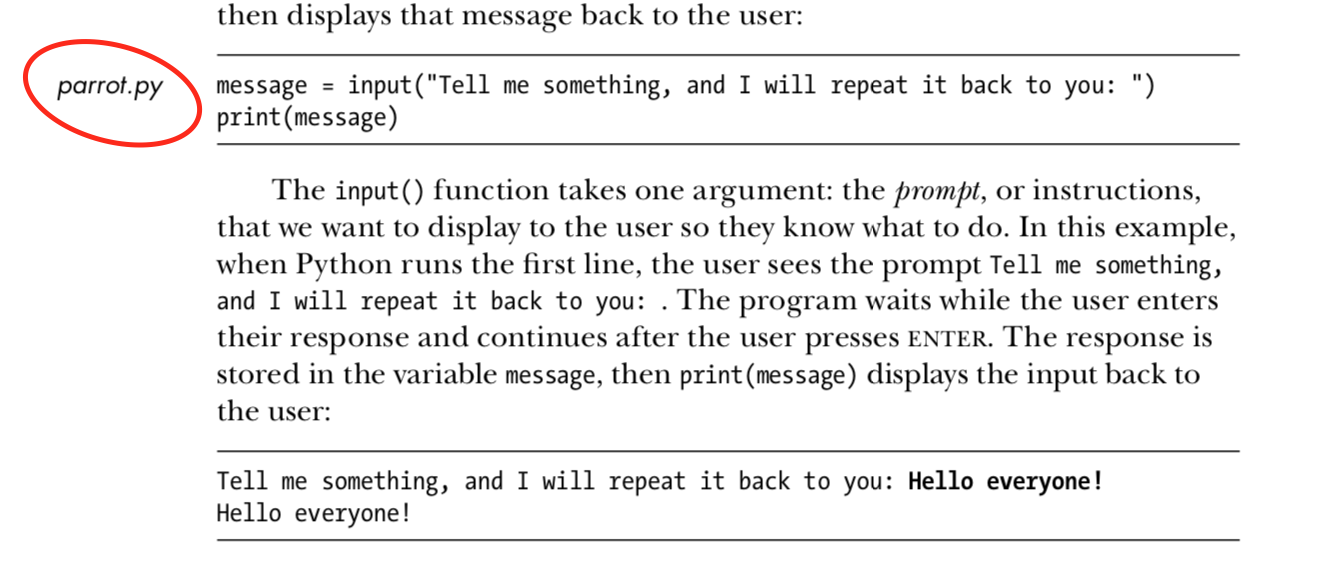 then displays that message back to the user:
parrot.py message = input("Tell me something, and I will repeat it back to you: ")
print(message)
The input() function takes one argument: the prompt, or instructions,
that we want to display to the user so they know what to do. In this example,
when Python runs the first line, the user sees the prompt Tell me something,
and I will repeat it back to you: . The program waits while the user enters
their response and continues after the user presses ENTER. The response is
stored in the variable message, then print(message) displays the input back to
the user:
Tell me something, and I will repeat it back to you: Hello everyone!
Hello everyone!